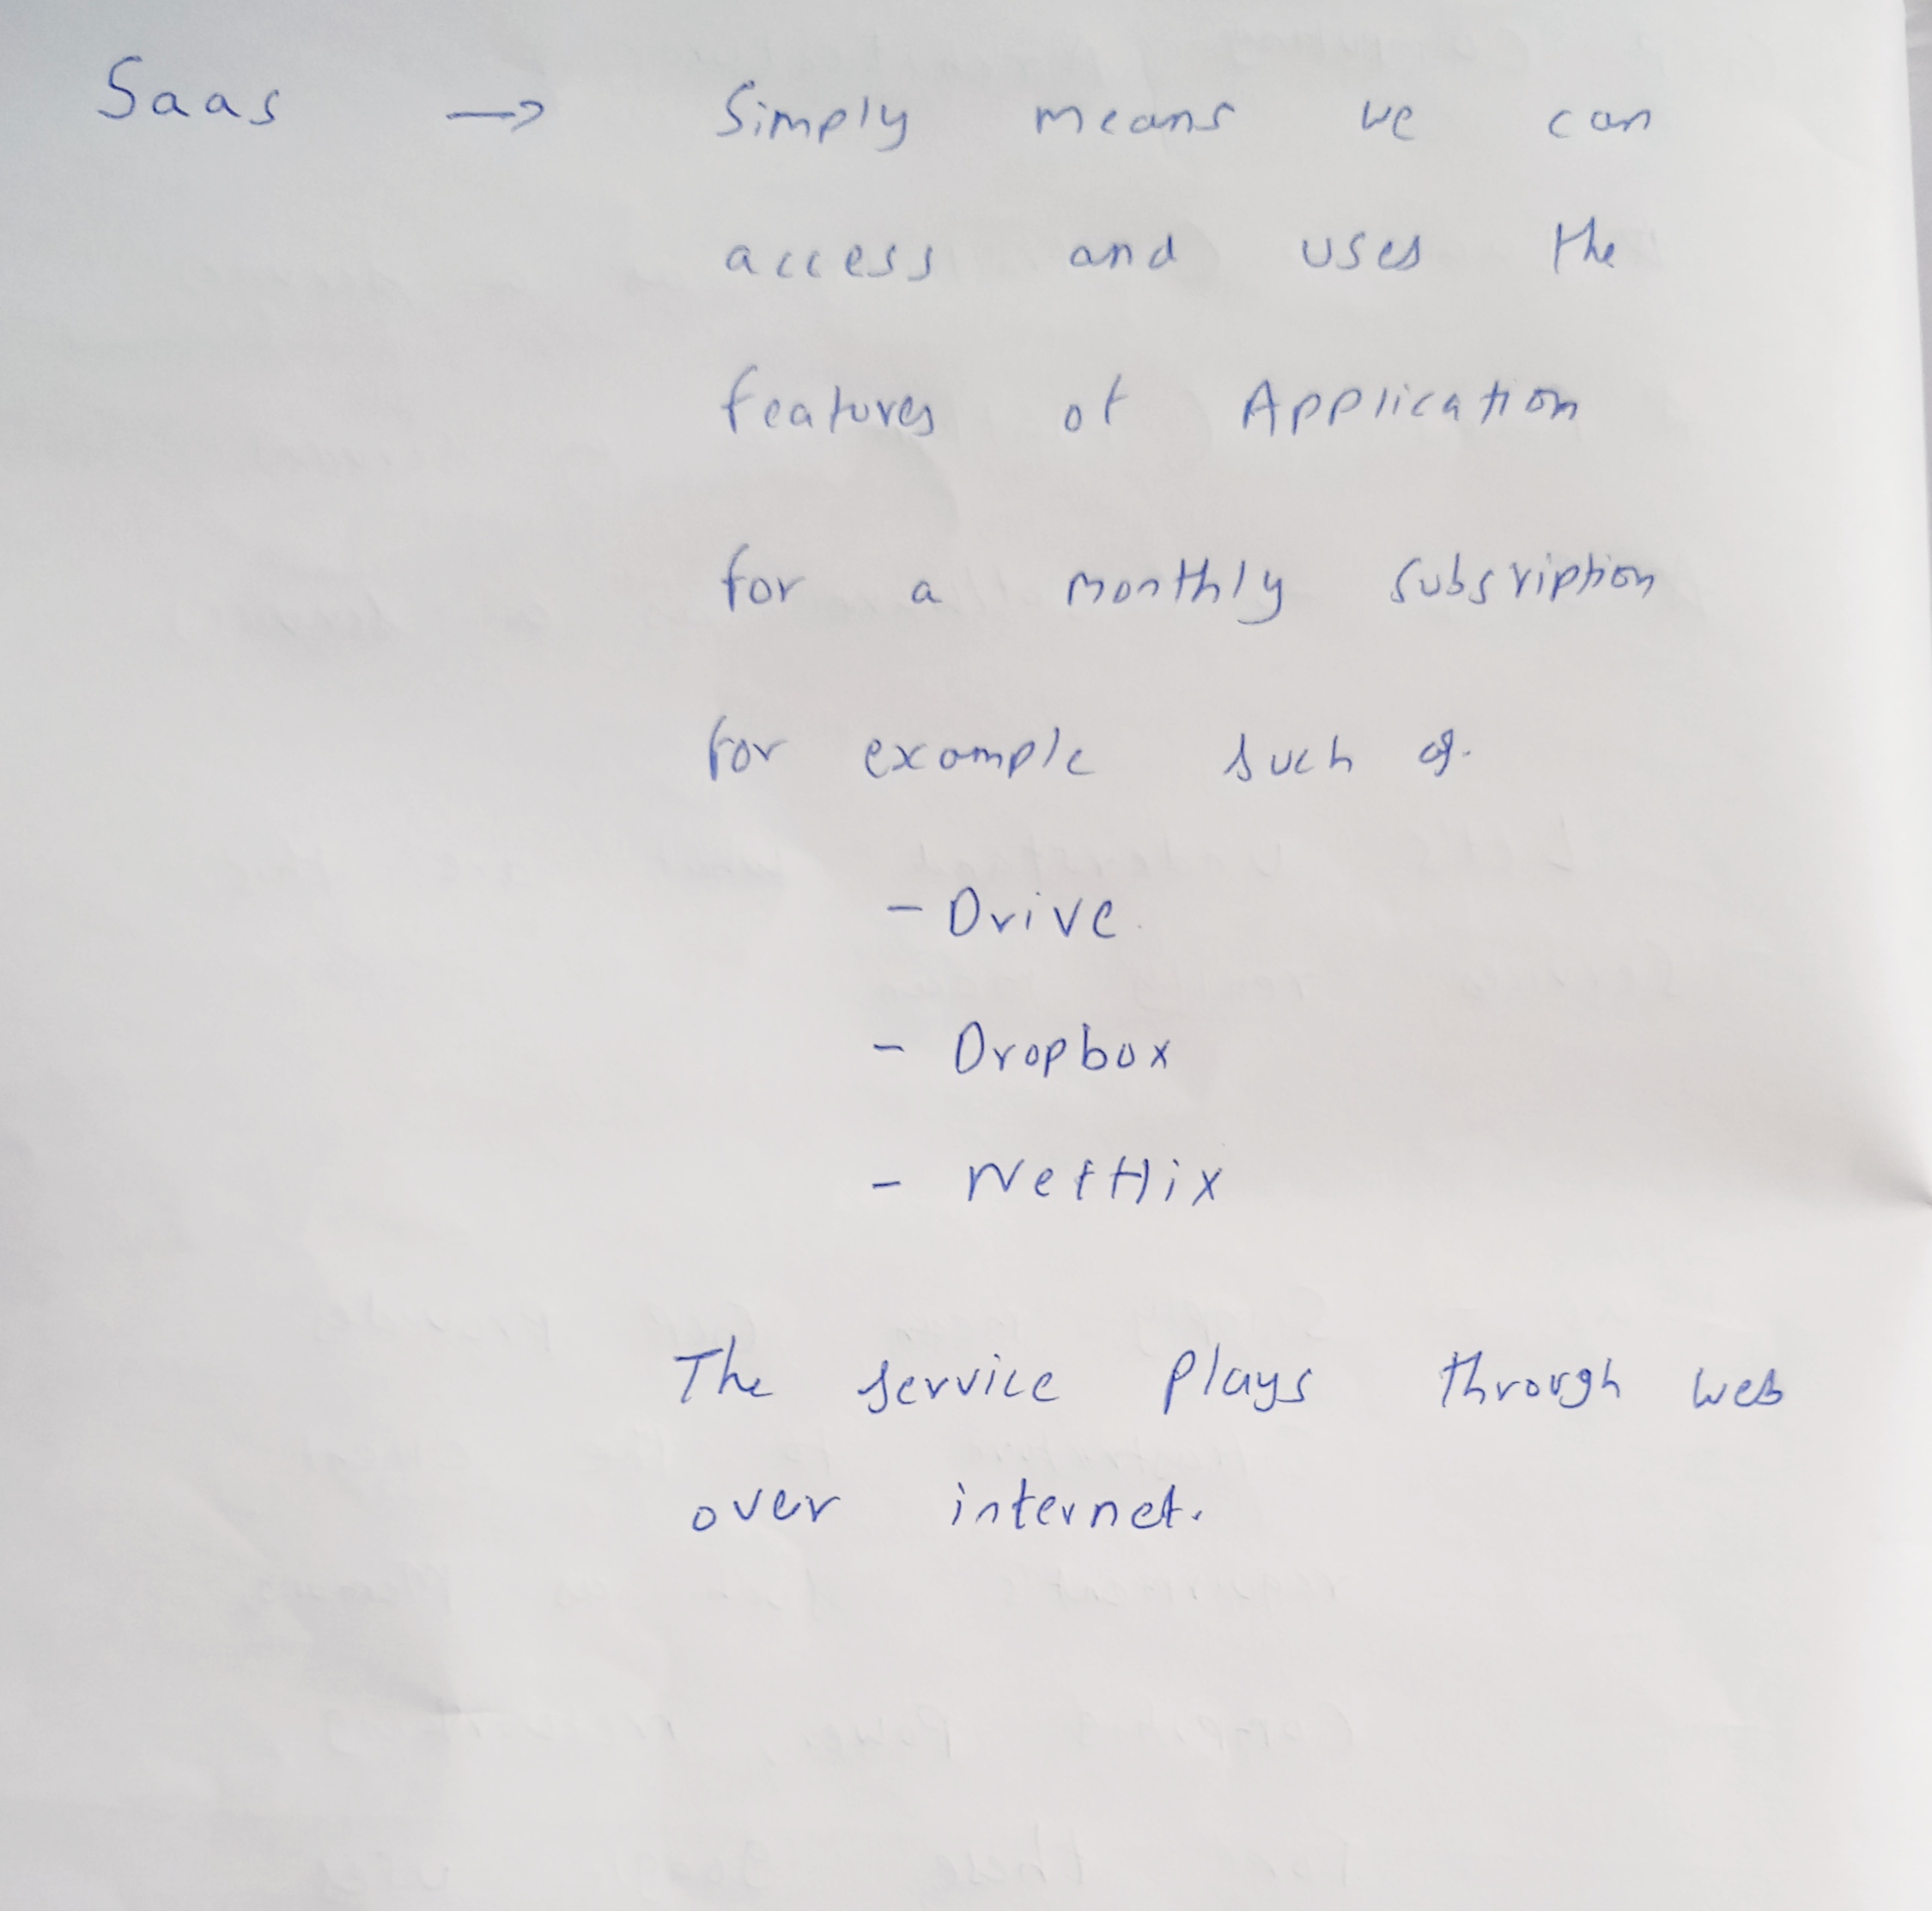 Saas → Simply means we can
access and uses the
features of Application
for a monthly subsription
for example such as.
- Drive.
- Dropbox
- Netflix
The service plays through web
over internet.